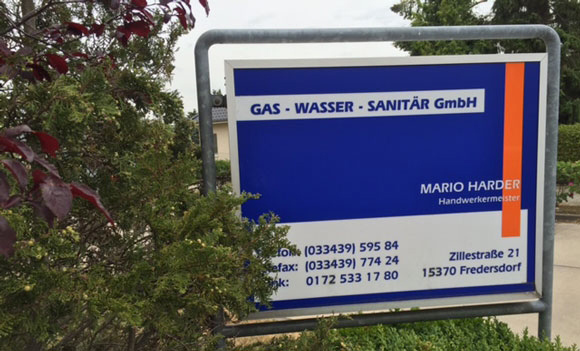 GAS - WASSER - SANITÄR GmbH
MARIO HARDER
Handwerkermeister
(033439) 595 84
(033439) 774 24
0172 533 17 80
Zillestraße 21
15370 Fredersdorf